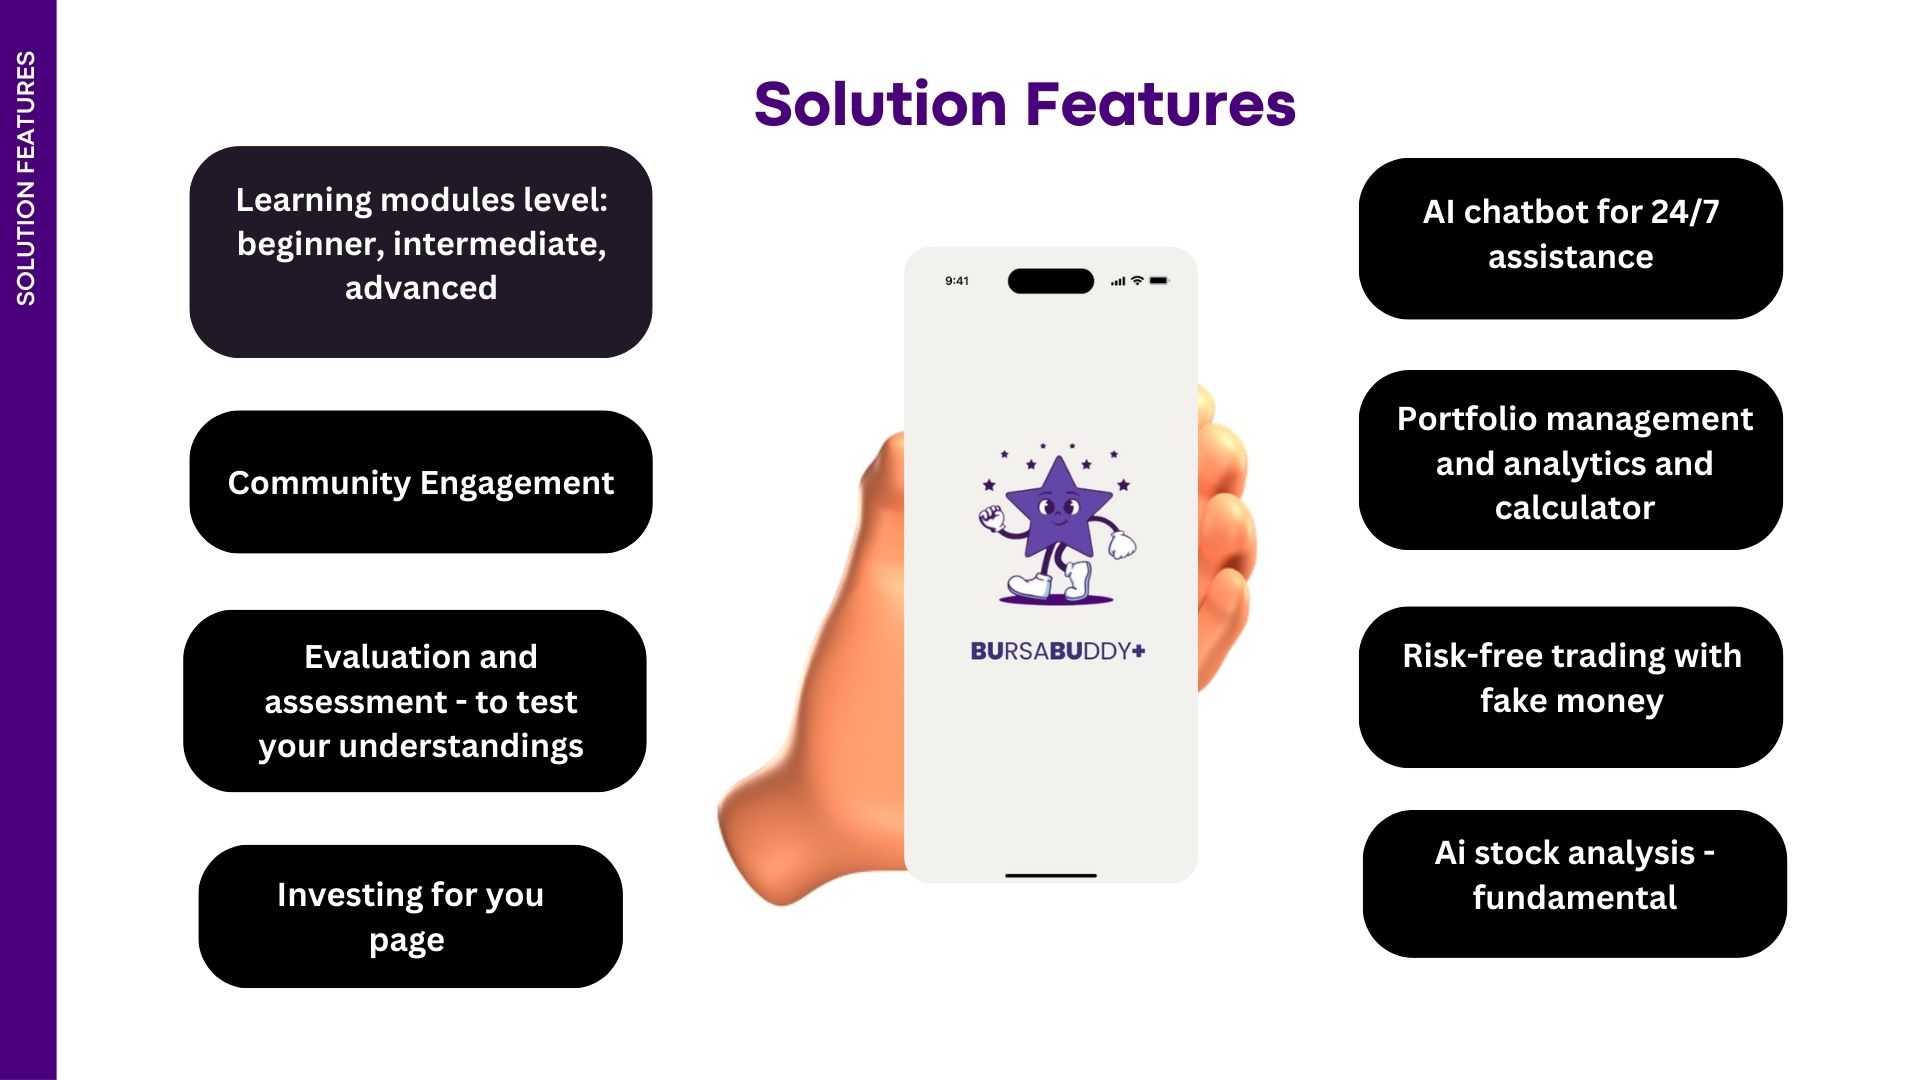 SOLUTION FEATURES
Solution Features
Learning modules level:
beginner, intermediate,
advanced
Community Engagement
Evaluation and
assessment - to test
your understandings
Investing for you
page
9:41
BURSABUDDY+
AI chatbot for 24/7
assistance
Portfolio management
and analytics and
calculator
Risk-free trading with
fake money
Ai stock analysis -
fundamental